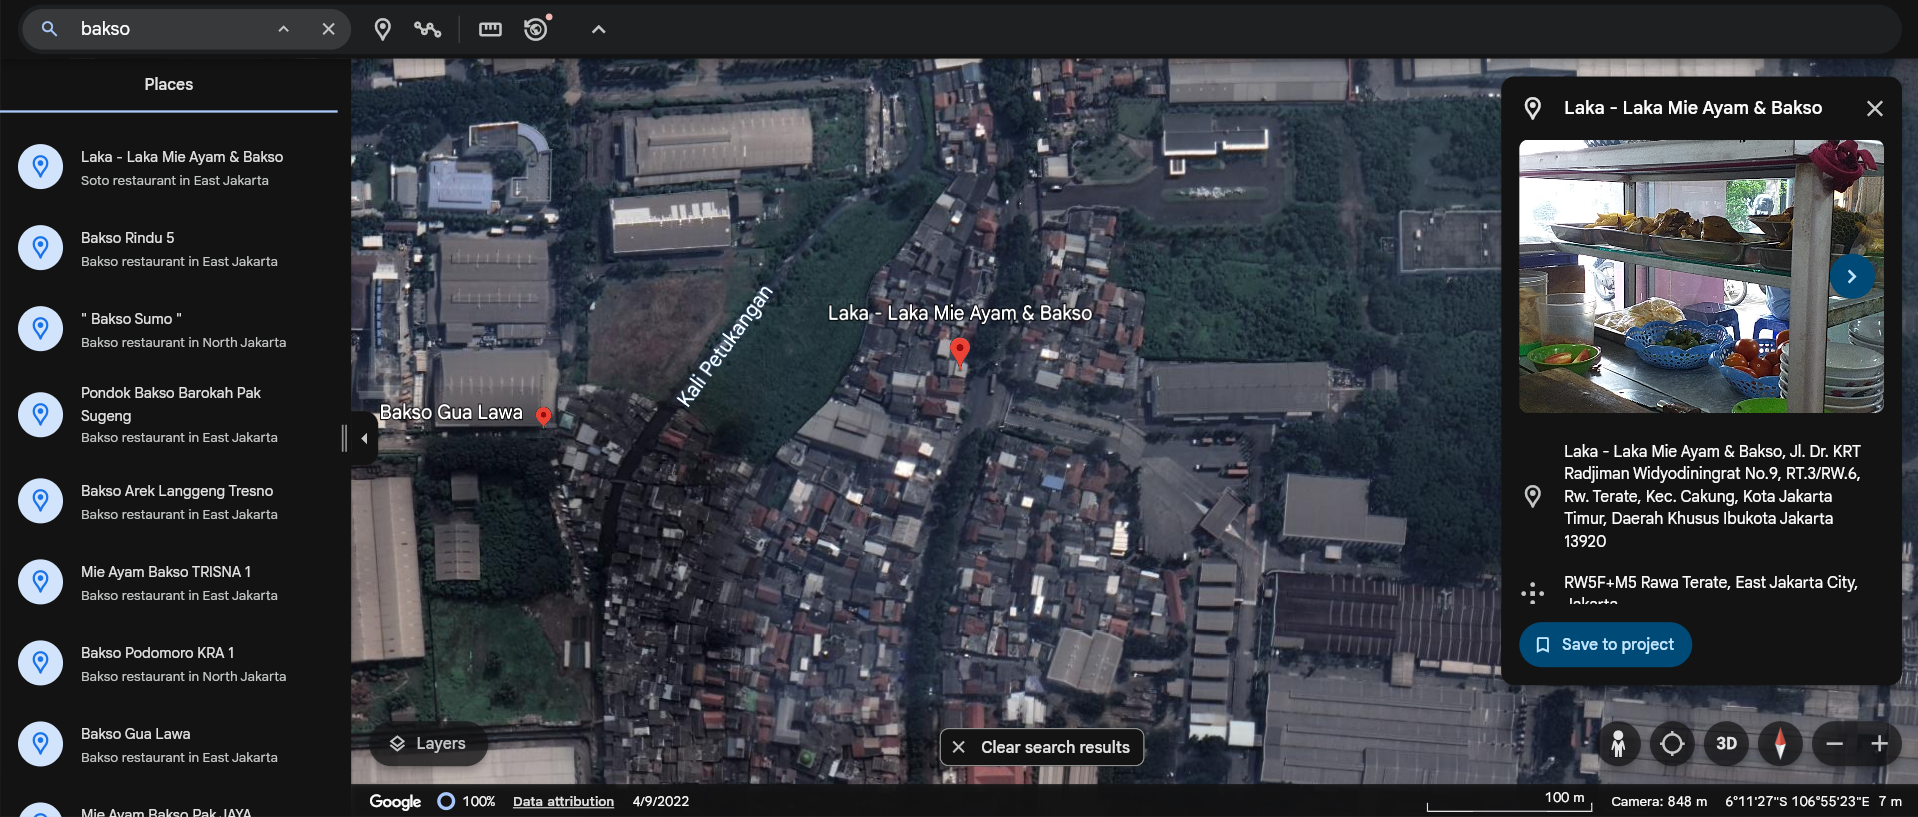 bakso
Places
Laka - Laka Mie Ayam & Bakso
Soto restaurant in East Jakarta
Bakso Rindu 5
Bakso restaurant in East Jakarta
" Bakso Sumo "
Bakso restaurant in North Jakarta
Pondok Bakso Barokah Pak
Sugeng
Bakso restaurant in East Jakarta
Bakso Arek Langgeng Tresno
Bakso restaurant in East Jakarta
Mie Ayam Bakso TRISNA 1
Bakso restaurant in East Jakarta
Bakso Podomoro KRA 1
Bakso restaurant in North Jakarta
Bakso Gua Lawa
Bakso restaurant in East Jakarta
Mie Ayam Bakso Pak JAYA
Kali Petukangan
Laka - Laka Mie Ayam & Bakso
Bakso Gua Lawa
Layers
Clear search results
Laka - Laka Mie Ayam & Bakso
Laka - Laka Mie Ayam & Bakso, Jl. Dr. KRT
Radjiman Widyodiningrat No.9, RT.3/RW.6,
Rw. Terate, Kec. Cakung, Kota Jakarta
Timur, Daerah Khusus Ibukota Jakarta
13920
RW5F+M5 Rawa Terate, East Jakarta City,
Jakarta
Save to project
3D
Google 100% Data attribution 4/9/2022
100 m Camera: 848 m 6°11'27"S 106°55'23"E 7 m